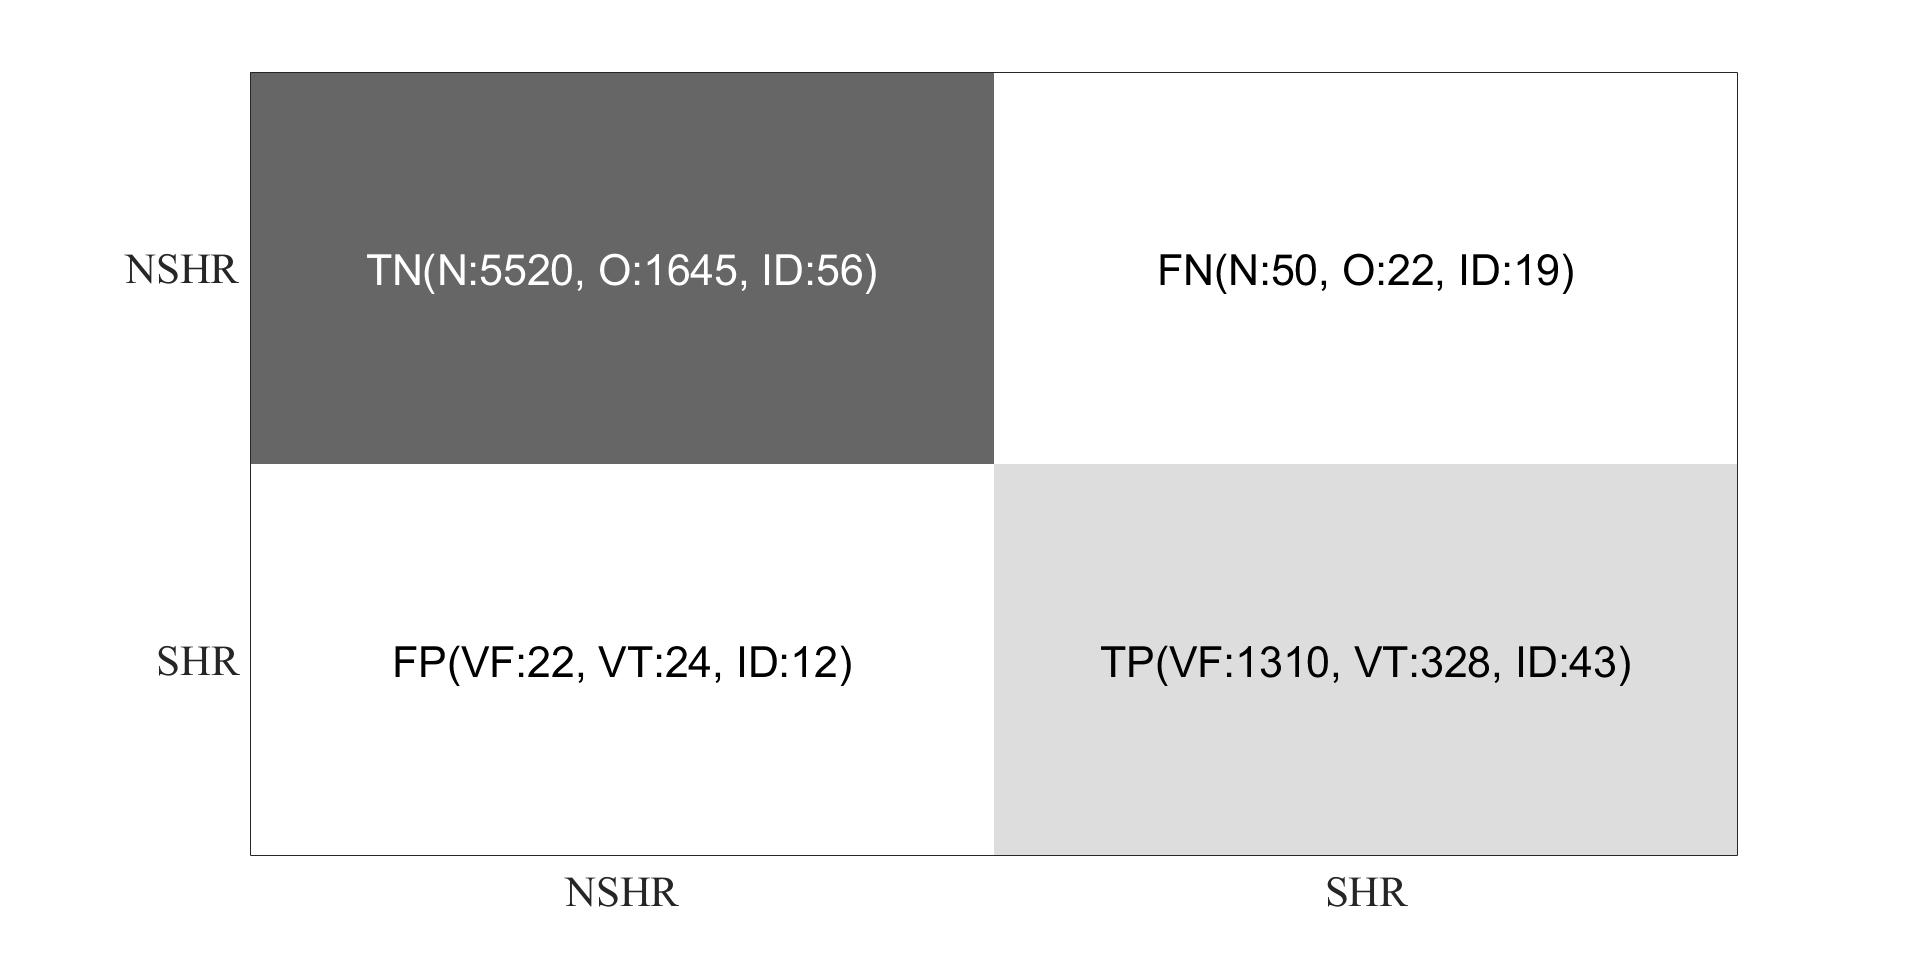 NSHR
TN(N:5520, O:1645, ID:56)
FN(N:50, O:22, ID:19)
SHR
FP(VF:22, VT:24, ID:12)
TP(VF:1310, VT:328, ID:43)
NSHR
SHR